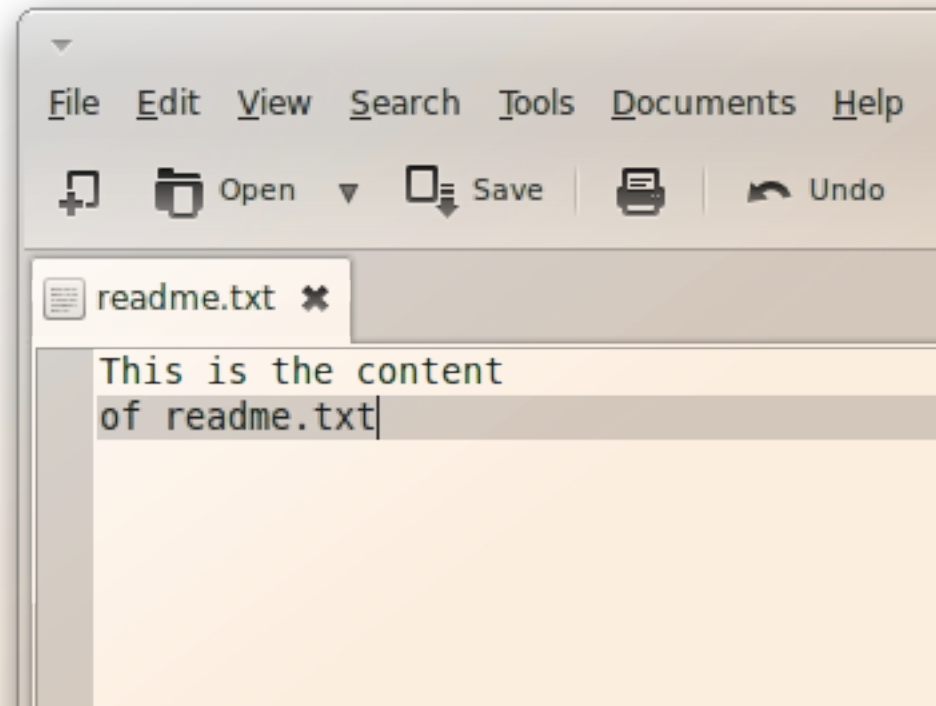 File Edit View Search Tools Documents Help
Open Save Undo
readme.txt
This is the content
of readme.txt